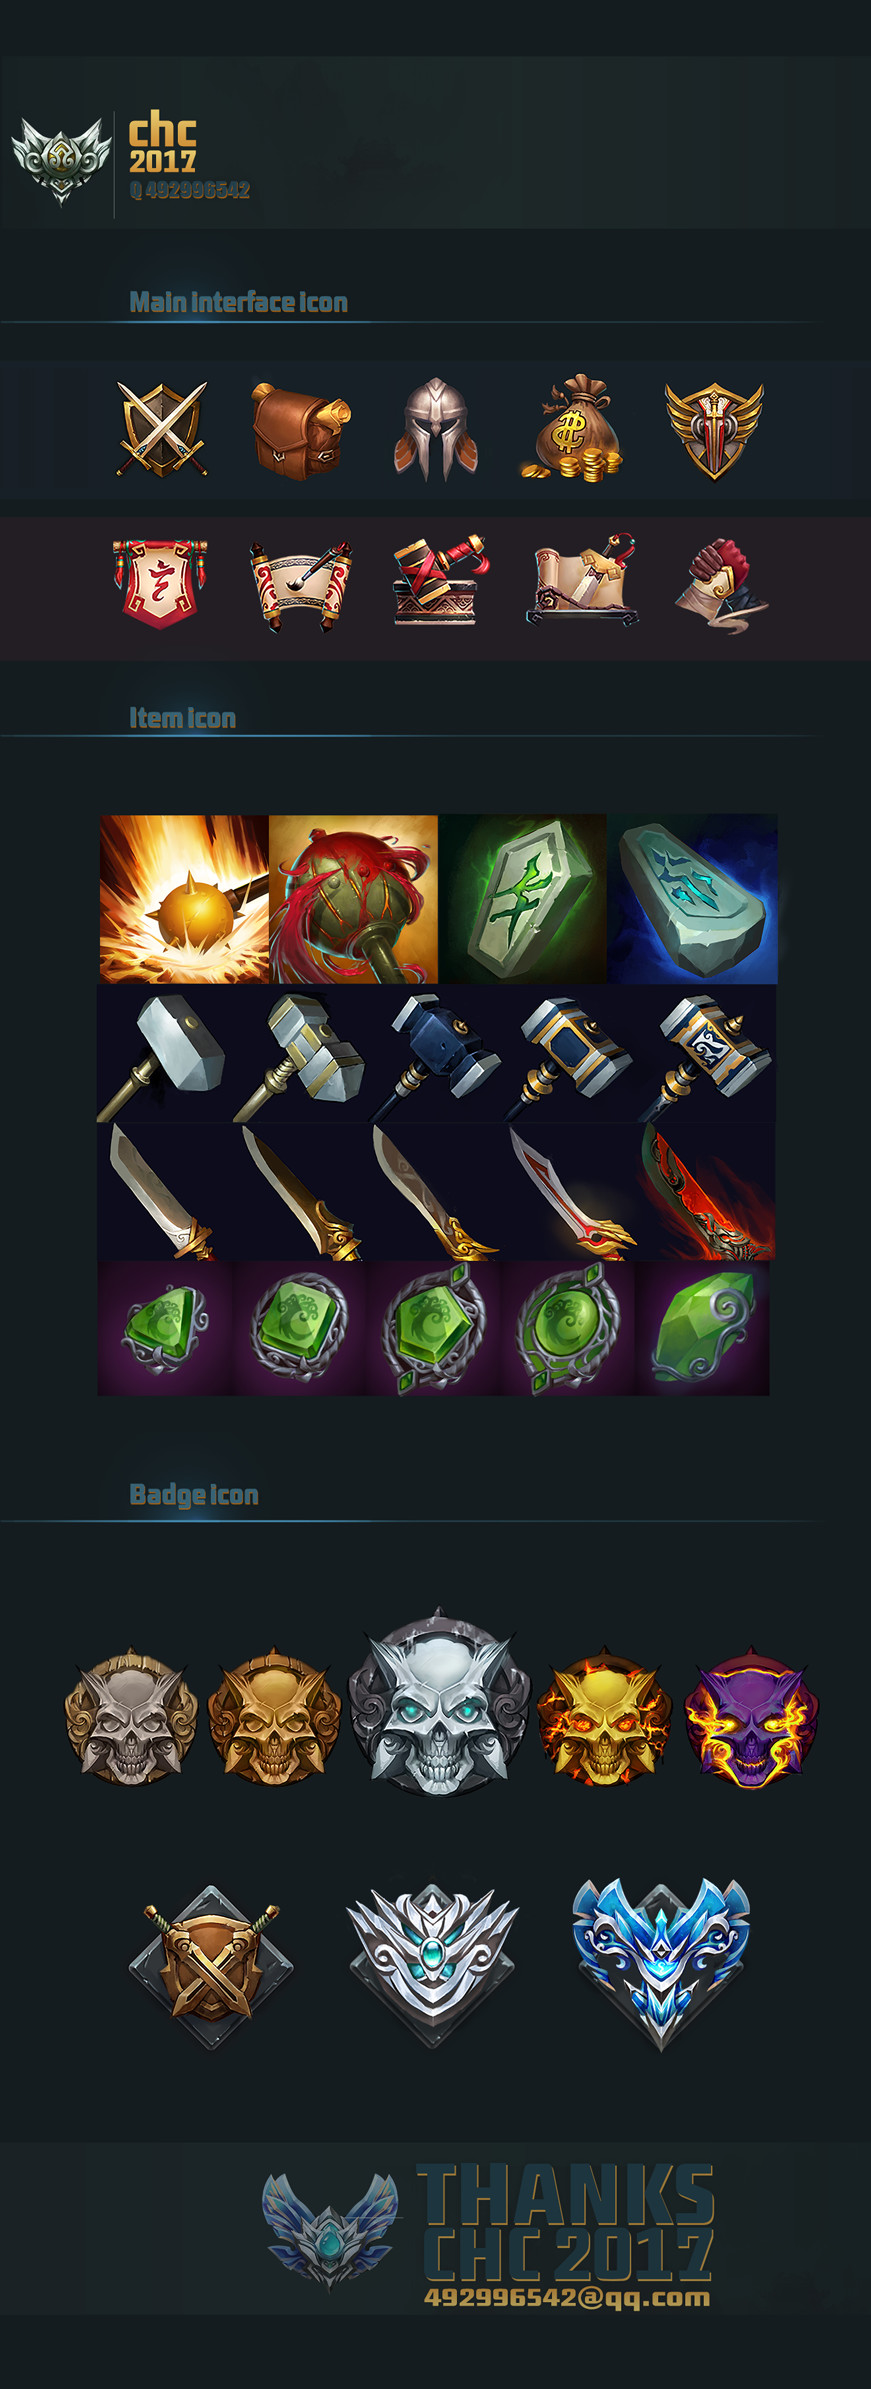 chc
2017
Q 492996542
Main interface icon
Item icon
Badge icon
THANKS
CHC 2017
492996542@qq.com